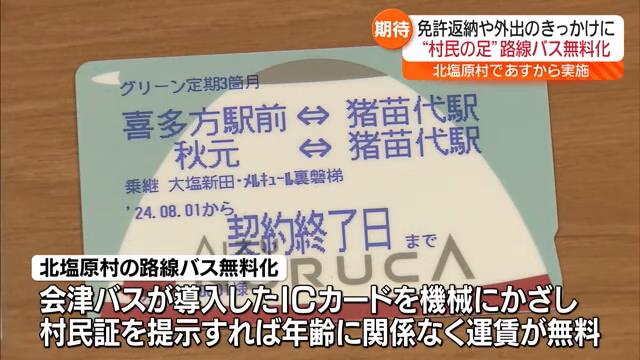 期待
免許返納や外出のきっかけに
“村民の足”路線バス無料化
北塩原村であすから実施
グリーン定期3箇月
喜多方駅前 ⇔ 猪苗代駅
秋元 ⇔ 猪苗代駅
乗継 大塩新田・メルキュール裏磐梯
'24.08.01から
契約終了日 まで
様
北塩原村の路線バス無料化
会津バスが導入したICカードを機械にかざし
村民証を提示すれば年齢に関係なく運賃が無料